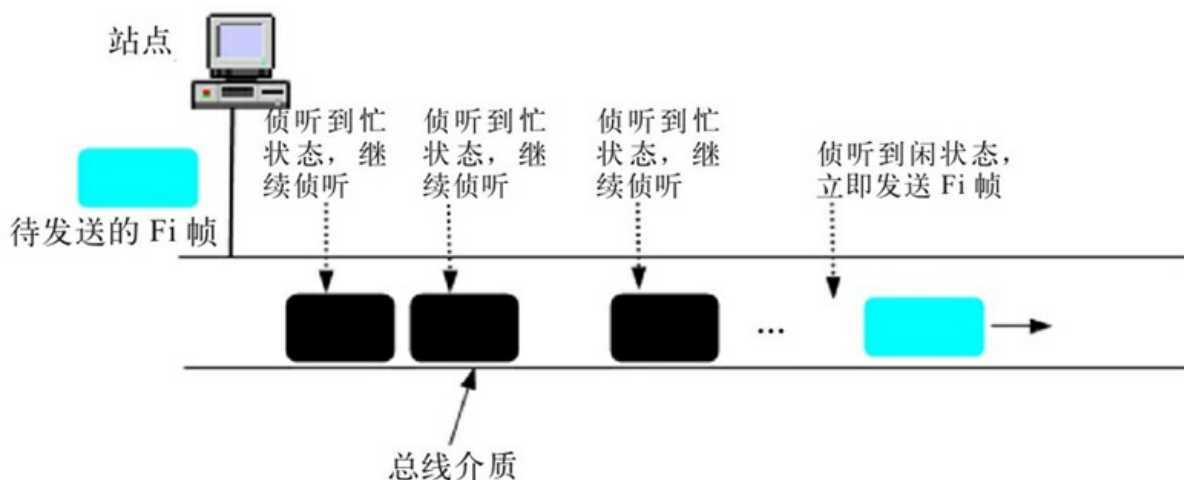 站点
侦听到忙
状态，继
续侦听
侦听到忙
状态，继
续侦听
侦听到忙
状态，继
续侦听
侦听到闲状态，
立即发送 Fi 帧
待发送的 Fi 帧
...
总线介质